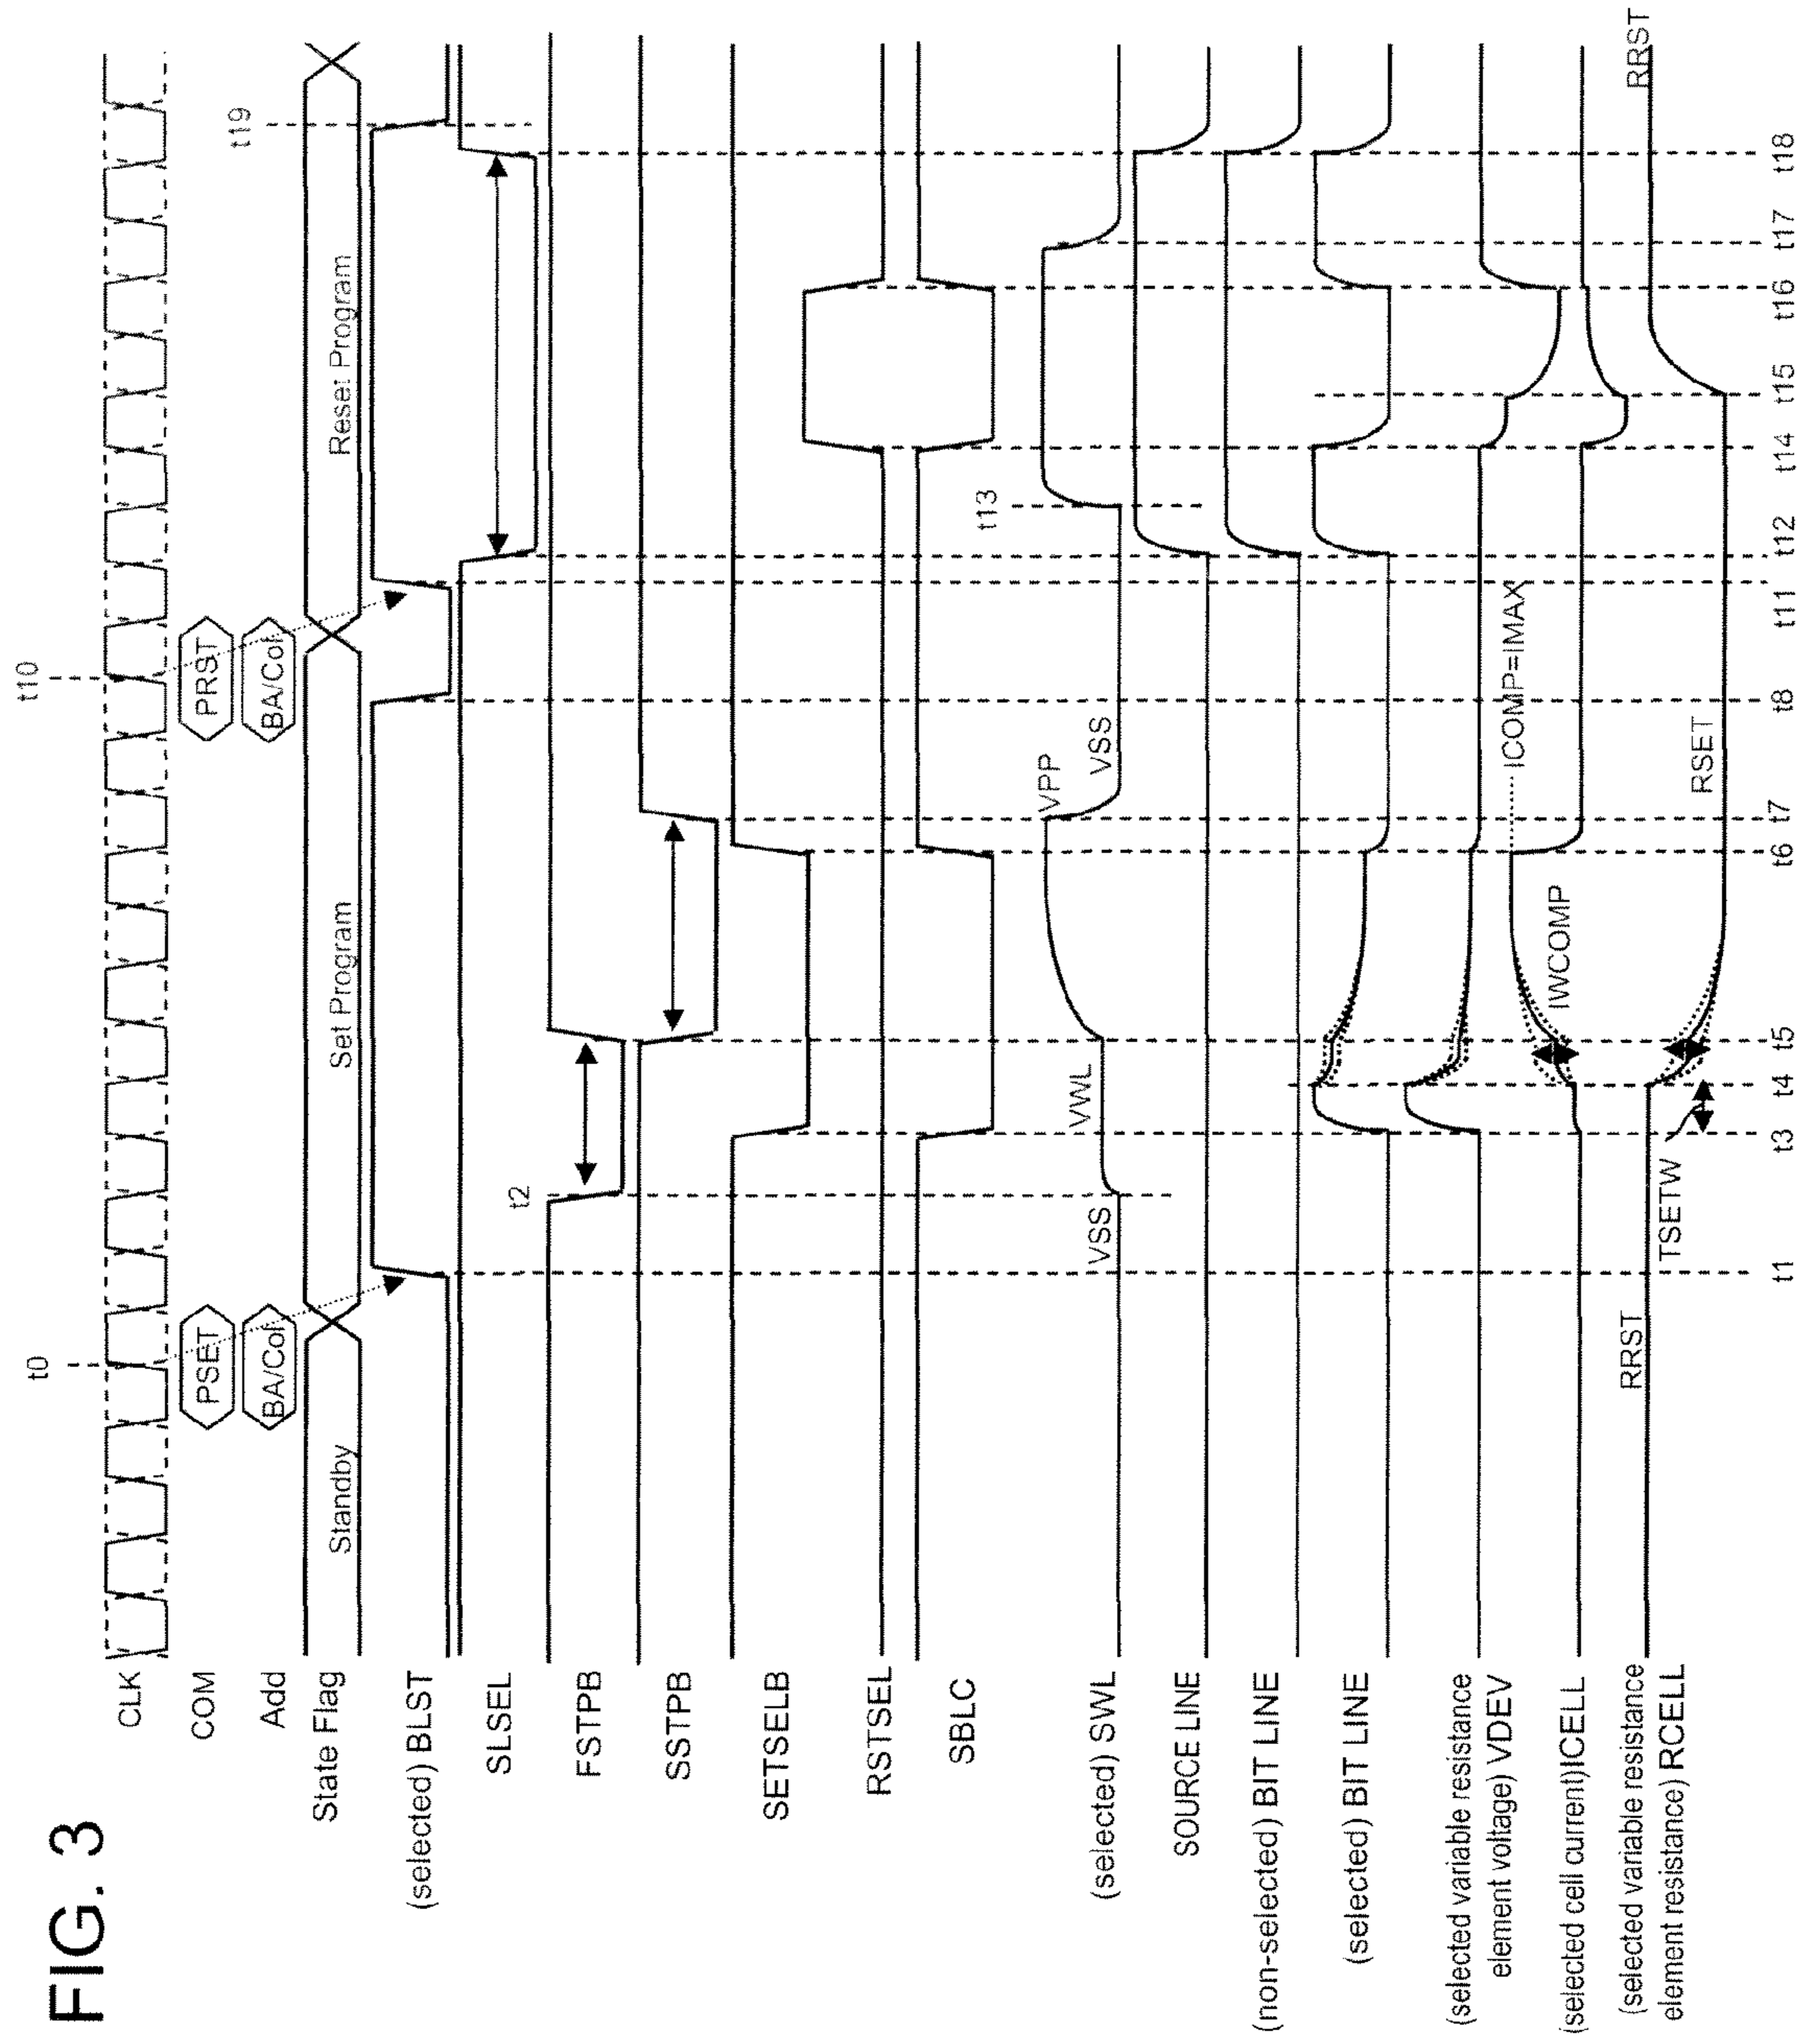 FIG. 3
t0
t10
t19
CLK
COM
PSET
PRST
Add
BA/Col
BA/Col
State Flag
Standby
Set Program
Reset Program
(selected) BLST
SLSEL
t2
FSTPB
SSTPB
SETSELB
RSTSEL
SBLC
t13
(selected) SWL
VSS
VWL
VPP
VSS
SOURCE LINE
(non-selected) BIT LINE
(selected) BIT LINE
(selected variable resistance
element voltage) VDEV
ICOMP=IMAX
(selected cell current)ICELL
IWCOMP
(selected variable resistance
element resistance) RCELL
RRST
TSETW
RSET
RRST
t1
t3
t4
t5
t6
t7
t8
t11
t12
t14
t15
t16
t17
t18